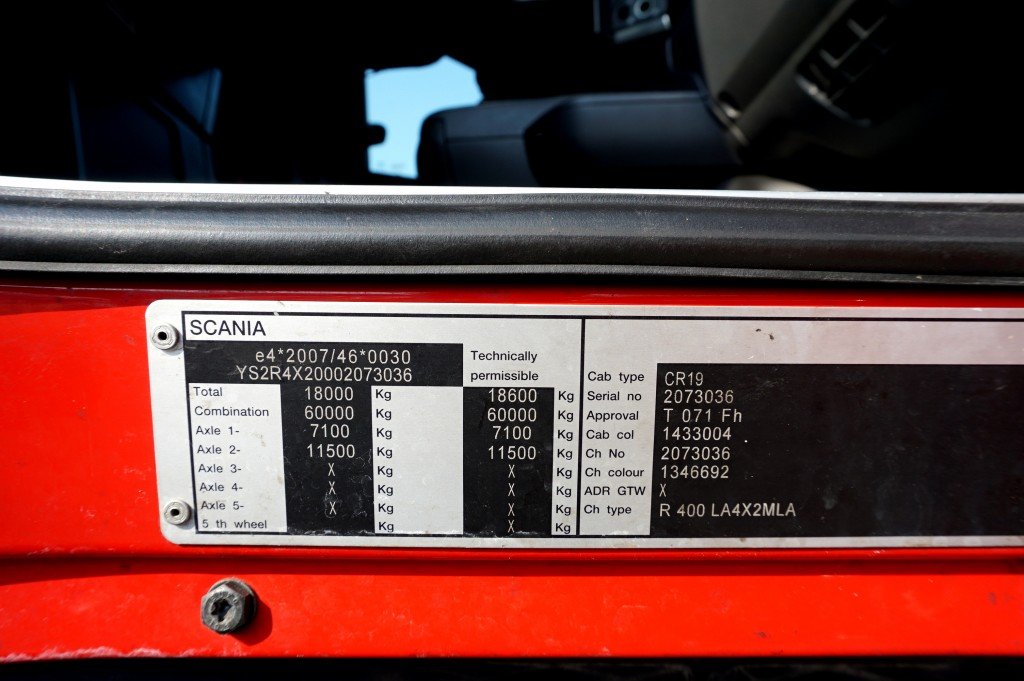 SCANIA
e4*2007/46*0030
YS2R4X20002073036
Technically
permissible
Total 18000 Kg 18600 Kg
Combination 60000 Kg 60000 Kg
Axle 1- 7100 Kg 7100 Kg
Axle 2- 11500 Kg 11500 Kg
Axle 3- X Kg X Kg
Axle 4- X Kg X Kg
Axle 5- X Kg X Kg
5 th wheel Kg X Kg
Cab type CR19
Serial no 2073036
Approval T 071 Fh
Cab col 1433004
Ch No 2073036
Ch colour 1346692
ADR GTW X
Ch type R 400 LA4X2MLA